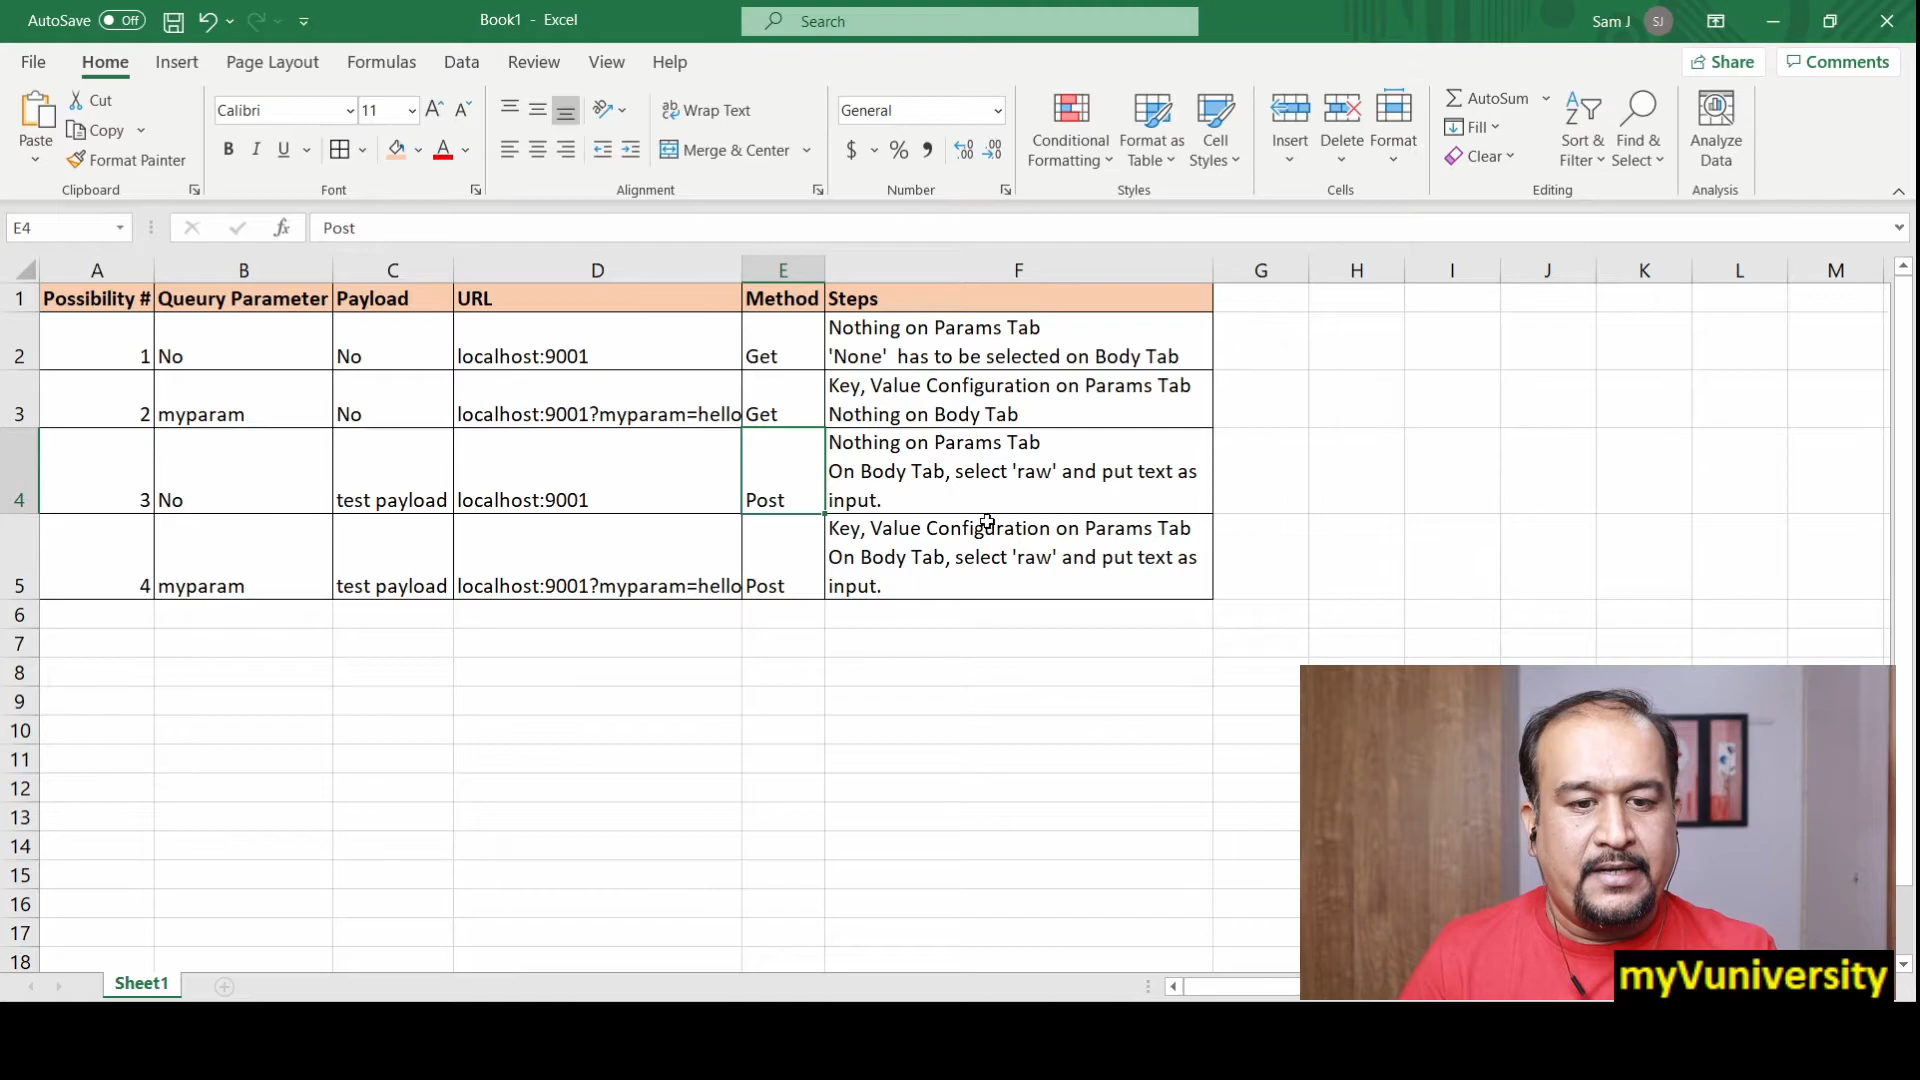 AutoSave Off Book1 - Excel Search Sam J SJ
File Home Insert Page Layout Formulas Data Review View Help Share Comments
Paste
Cut
Copy
Format Painter
Clipboard
Calibri 11
B I U A
Font
ab Wrap Text
Merge & Center
Alignment
General
$ % 9
Number
Conditional Formatting
Format as Table
Cell Styles
Styles
Insert Delete Format
Cells
AutoSum
Fill
Clear
Sort & Filter
Find & Select
Editing
Analyze Data
Analysis
E4 fx Post
A B C D E F G H I J K L M
1 Possibility # Queury Parameter Payload URL Method Steps
Nothing on Params Tab
2 1 No No localhost:9001 Get 'None' has to be selected on Body Tab
Key, Value Configuration on Params Tab
3 2 myparam No localhost:9001?myparam=hello Get Nothing on Body Tab
Nothing on Params Tab
On Body Tab, select 'raw' and put text as
4 3 No test payload localhost:9001 Post input.
Key, Value Configuration on Params Tab
On Body Tab, select 'raw' and put text as
5 4 myparam test payload localhost:9001?myparam=hello Post input.
6
7
8
9
10
11
12
13
14
15
16
17
18
Sheet1
myVuniversity